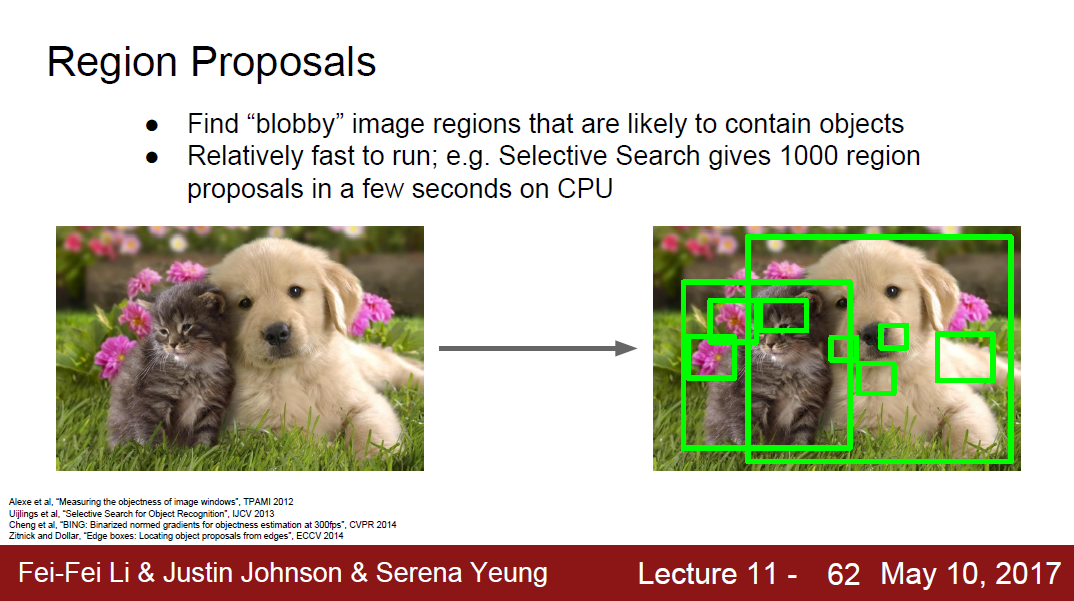 Region Proposals
● Find “blobby” image regions that are likely to contain objects
● Relatively fast to run; e.g. Selective Search gives 1000 region
proposals in a few seconds on CPU
Alexe et al, “Measuring the objectness of image windows”, TPAMI 2012
Uijlings et al, “Selective Search for Object Recognition”, IJCV 2013
Cheng et al, “BING: Binarized normed gradients for objectness estimation at 300fps”, CVPR 2014
Zitnick and Dollar, “Edge boxes: Locating object proposals from edges”, ECCV 2014
Fei-Fei Li & Justin Johnson & Serena Yeung Lecture 11 - 62 May 10, 2017